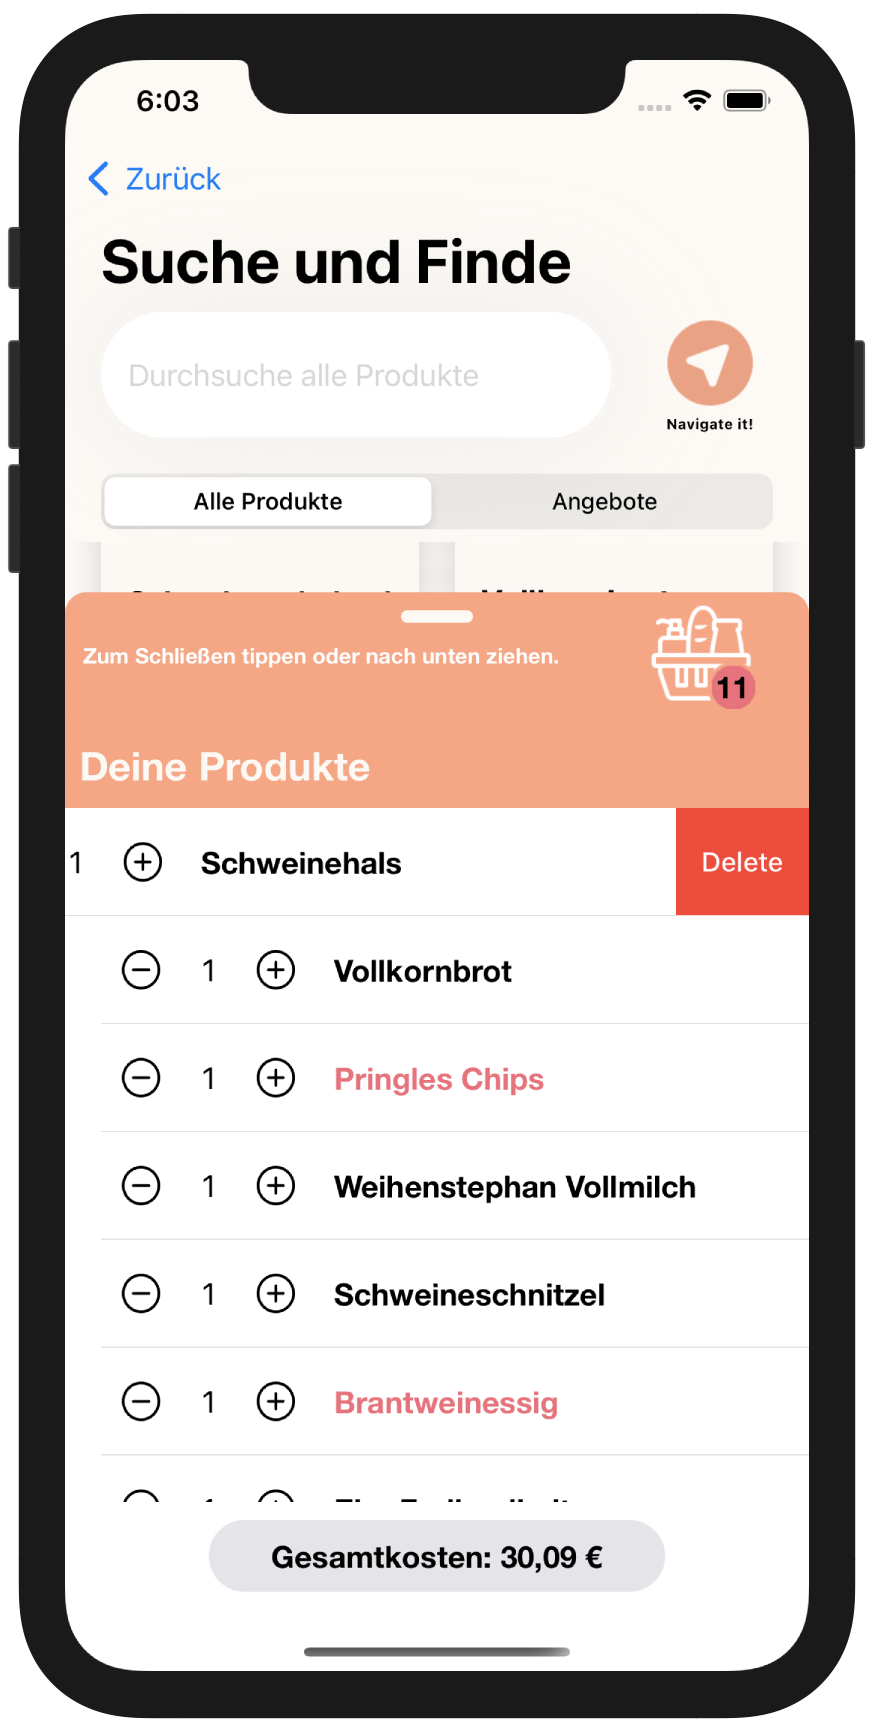 6:03
Zurück
Suche und Finde
Durchsuche alle Produkte
Navigate it!
Alle Produkte
Angebote
Zum Schließen tippen oder nach unten ziehen.
11
Deine Produkte
1 Schweinehals Delete
1 Vollkornbrot
1 Pringles Chips
1 Weihenstephan Vollmilch
1 Schweineschnitzel
1 Brantweinessig
Gesamtkosten: 30,09 €